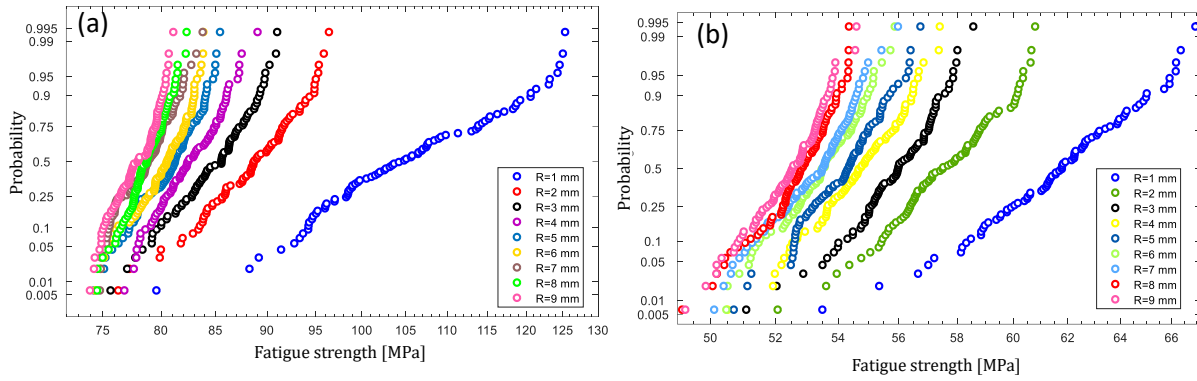 (a)
0.995
0.99
0.95
0.9
0.75
0.5
0.25
0.1
0.05
0.01
0.005
Probability
75 80 85 90 95 100 105 110 115 120 125 130
Fatigue strength [MPa]
R=1 mm
R=2 mm
R=3 mm
R=4 mm
R=5 mm
R=6 mm
R=7 mm
R=8 mm
R=9 mm
(b)
0.995
0.99
0.95
0.9
0.75
0.5
0.25
0.1
0.05
0.01
0.005
Probability
50 52 54 56 58 60 62 64 66
Fatigue strength [MPa]
R=1 mm
R=2 mm
R=3 mm
R=4 mm
R=5 mm
R=6 mm
R=7 mm
R=8 mm
R=9 mm